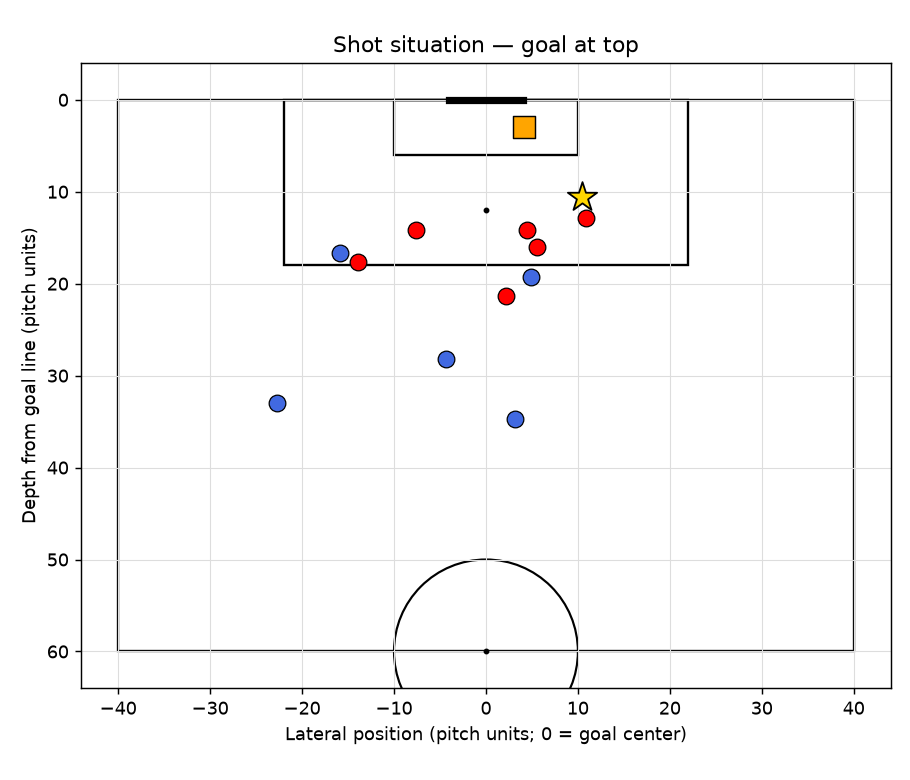 Shot situation — goal at top
0
10
20
30
40
50
60
Depth from goal line (pitch units)
−40 −30 −20 −10 0 10 20 30 40
Lateral position (pitch units; 0 = goal center)